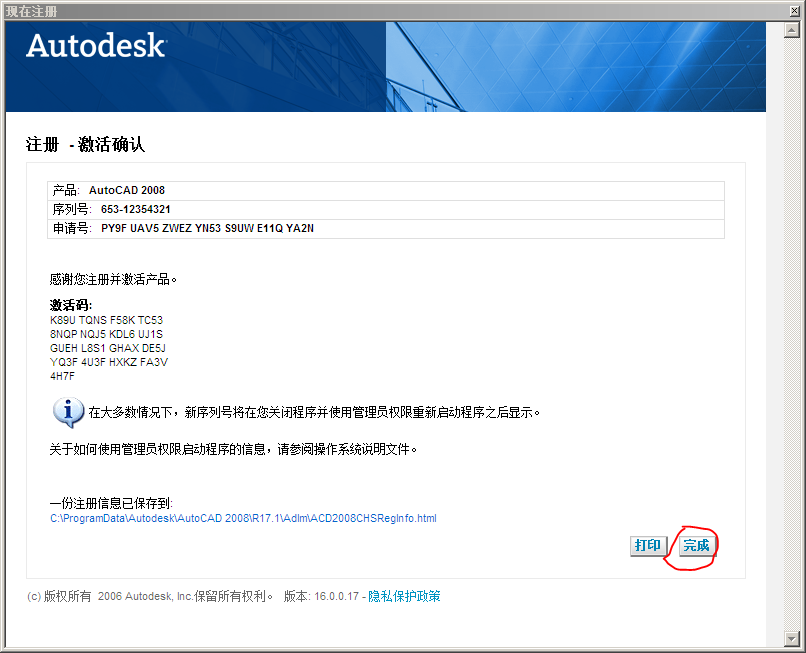 现在注册
Autodesk
注册 - 激活确认
产品: AutoCAD 2008
序列号: 653-12354321
申请号: PY9F UAV5 ZWEZ YN53 S9UW E11Q YA2N
感谢您注册并激活产品。
激活码:
K89U TQNS F58K TC53
8NQP NQJ5 KDL6 UJ1S
GUEH L8S1 GHAX DE5J
YQ3F 4U3F HXKZ FA3V
4H7F
在大多数情况下，新序列号将在您关闭程序并使用管理员权限重新启动程序之后显示。
关于如何使用管理员权限启动程序的信息，请参阅操作系统说明文件。
一份注册信息已保存到:
C:\ProgramData\Autodesk\AutoCAD 2008\R17.1\Adlm\ACD2008CHSRegInfo.html
打印 完成
(c) 版权所有 2006 Autodesk, Inc.保留所有权利。 版本: 16.0.0.17 - 隐私保护政策